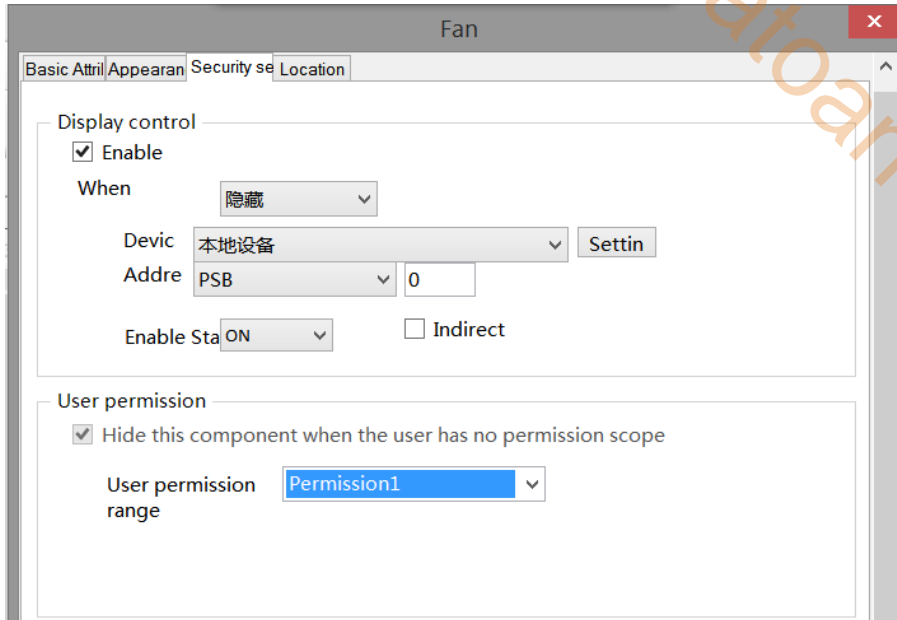 Fan
Basic Attril Appearan Security se Location
Display control
Enable
When 隐藏
Devic 本地设备 Settin
Addre PSB 0
Enable Sta ON Indirect
User permission
Hide this component when the user has no permission scope
User permission Permission1
range